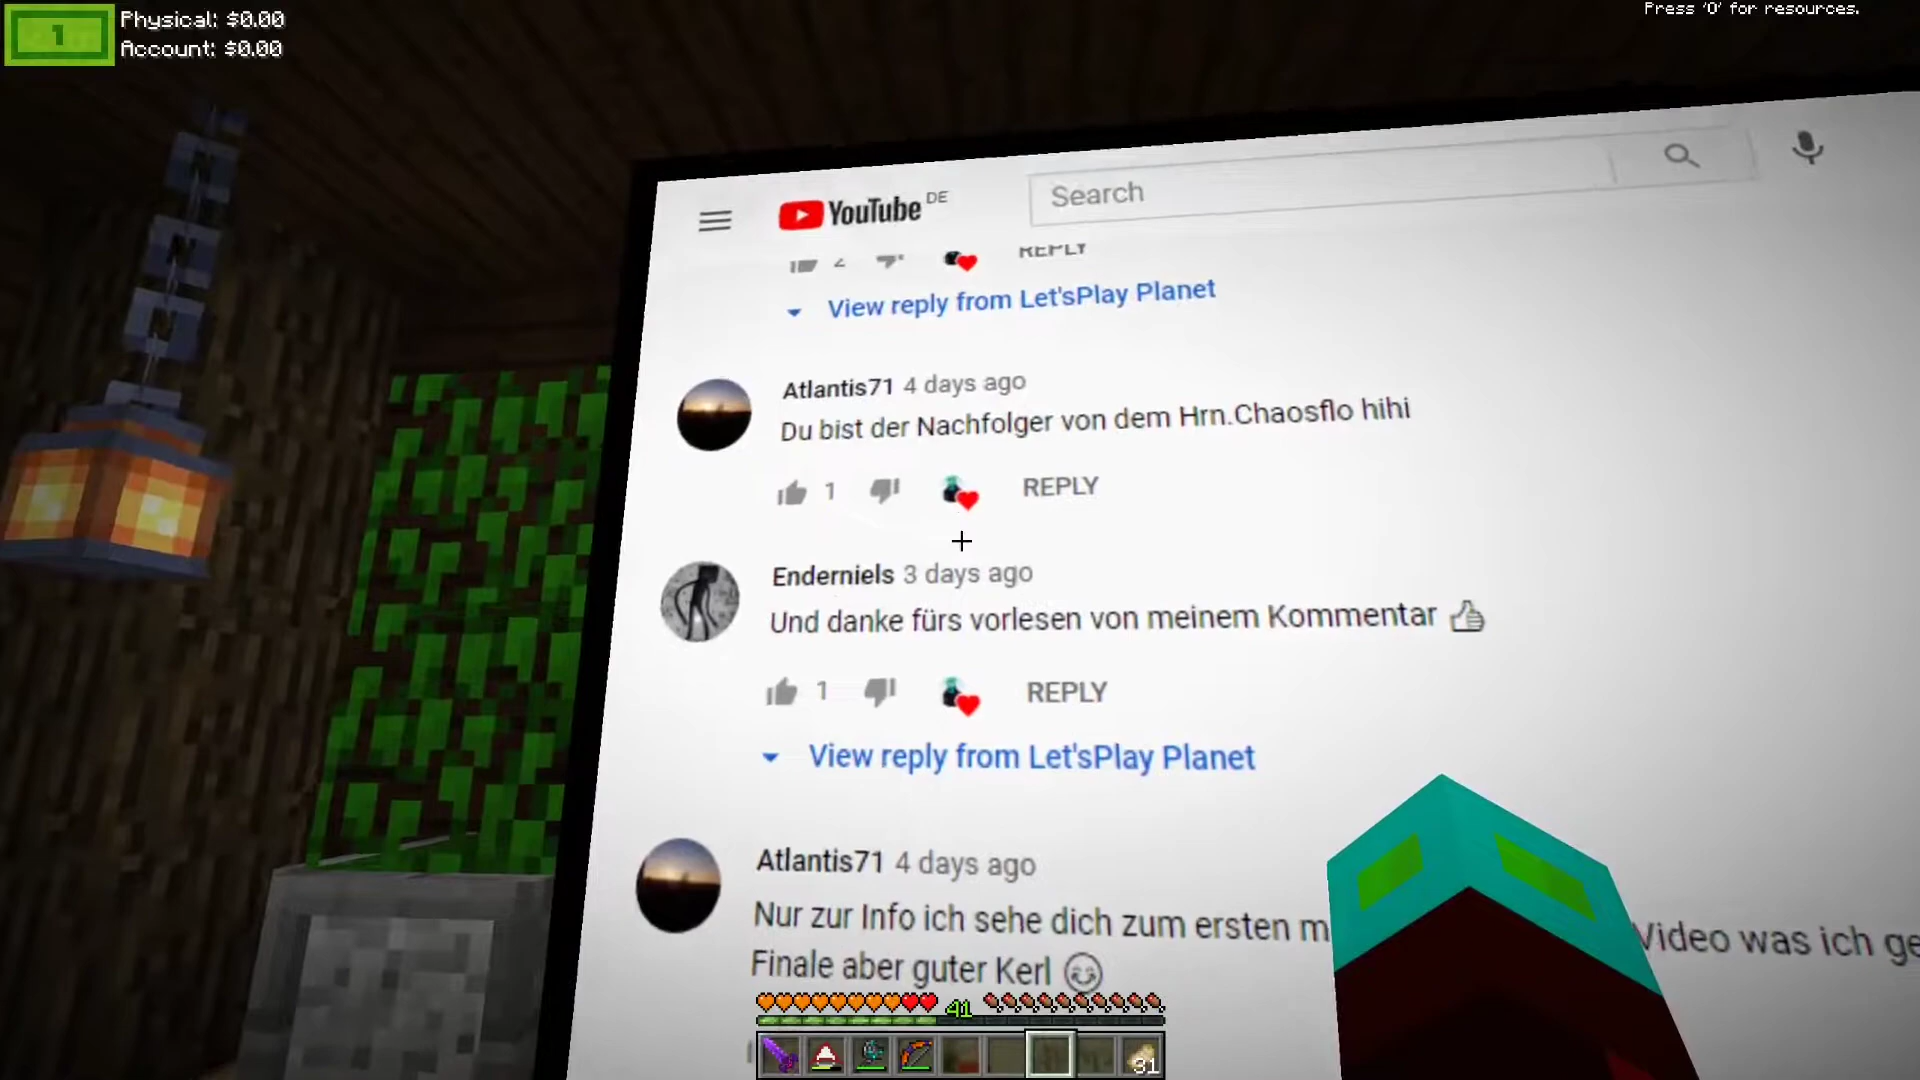 1
Physical: $0.00
Account: $0.00
Press 'O' for resources.
YouTube DE
Search
REPLY
View reply from Let'sPlay Planet
Atlantis71 4 days ago
Du bist der Nachfolger von dem Hrn.Chaosflo hihi
1 REPLY
Enderniels 3 days ago
Und danke fürs vorlesen von meinem Kommentar
1 REPLY
View reply from Let'sPlay Planet
Atlantis71 4 days ago
Nur zur Info ich sehe dich zum ersten m Video was ich ge
Finale aber guter Kerl
41
31